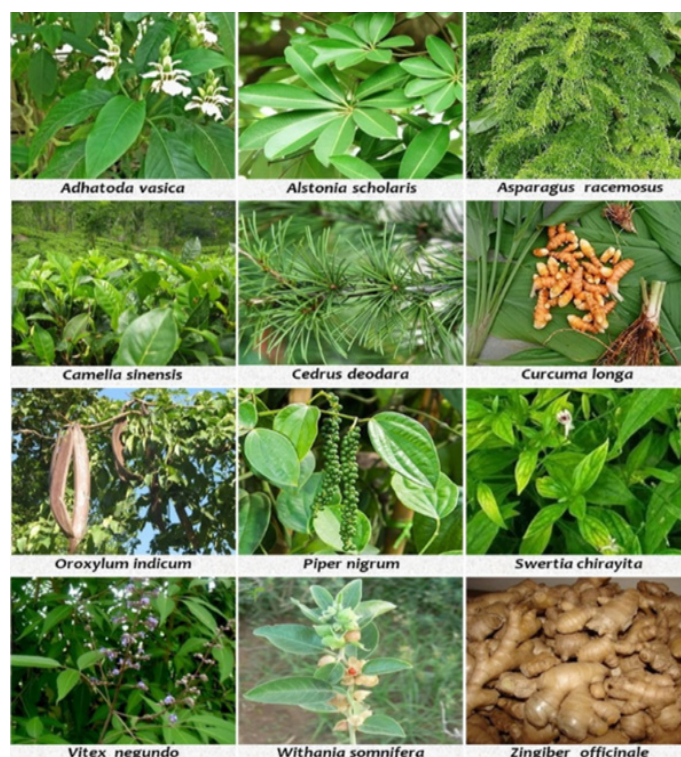 Adhatoda vasica
Alstonia scholaris
Asparagus racemosus
Camelia sinensis
Cedrus deodara
Curcuma longa
Oroxylum indicum
Piper nigrum
Swertia chirayita
Vitex negundo
Withania somnifera
Zingiber officinale